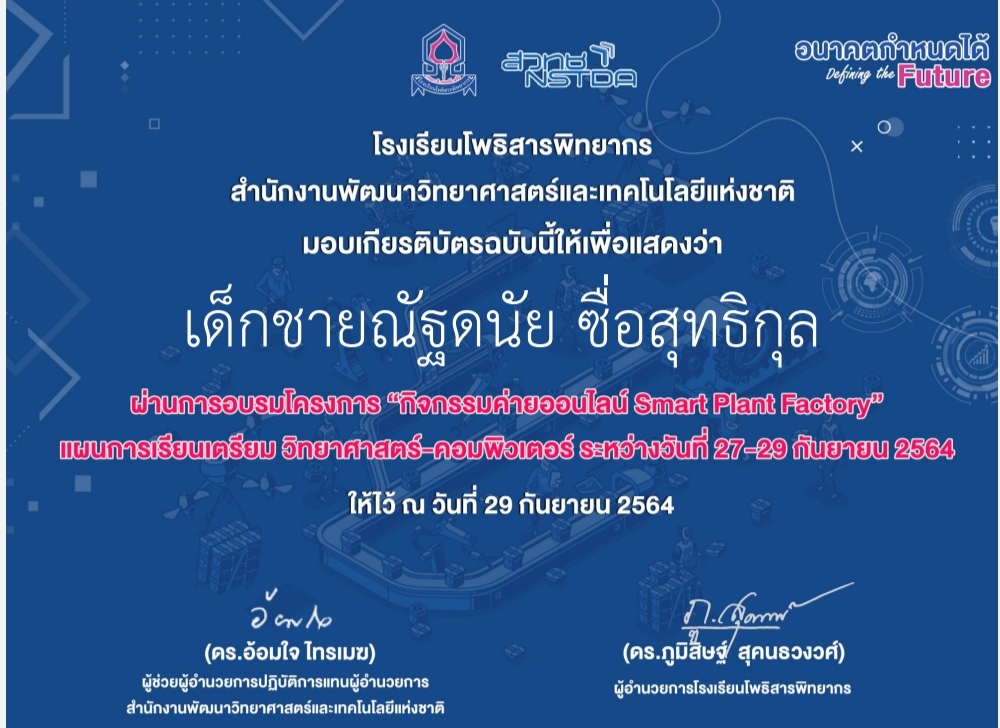 สวทช
NSTDA
อนาคตกำหนดได้
Defining the Future
โรงเรียนโพธิสารพิทยากร
สำนักงานพัฒนาวิทยาศาสตร์และเทคโนโลยีแห่งชาติ
มอบเกียรติบัตรฉบับนี้ให้เพื่อแสดงว่า
เด็กชายณัฐดนัย ซื่อสุทธิกุล
ผ่านการอบรมโครงการ “กิจกรรมค่ายออนไลน์ Smart Plant Factory”
แผนการเรียนเตรียม วิทยาศาสตร์-คอมพิวเตอร์ ระหว่างวันที่ 27-29 กันยายน 2564
ให้ไว้ ณ วันที่ 29 กันยายน 2564
(ดร.อ้อมใจ ไทรเมฆ)
ผู้ช่วยผู้อำนวยการปฏิบัติการแทนผู้อำนวยการ
สำนักงานพัฒนาวิทยาศาสตร์และเทคโนโลยีแห่งชาติ
(ดร.ภูมิสิษฐ์ สุคนธวงศ์)
ผู้อำนวยการโรงเรียนโพธิสารพิทยากร